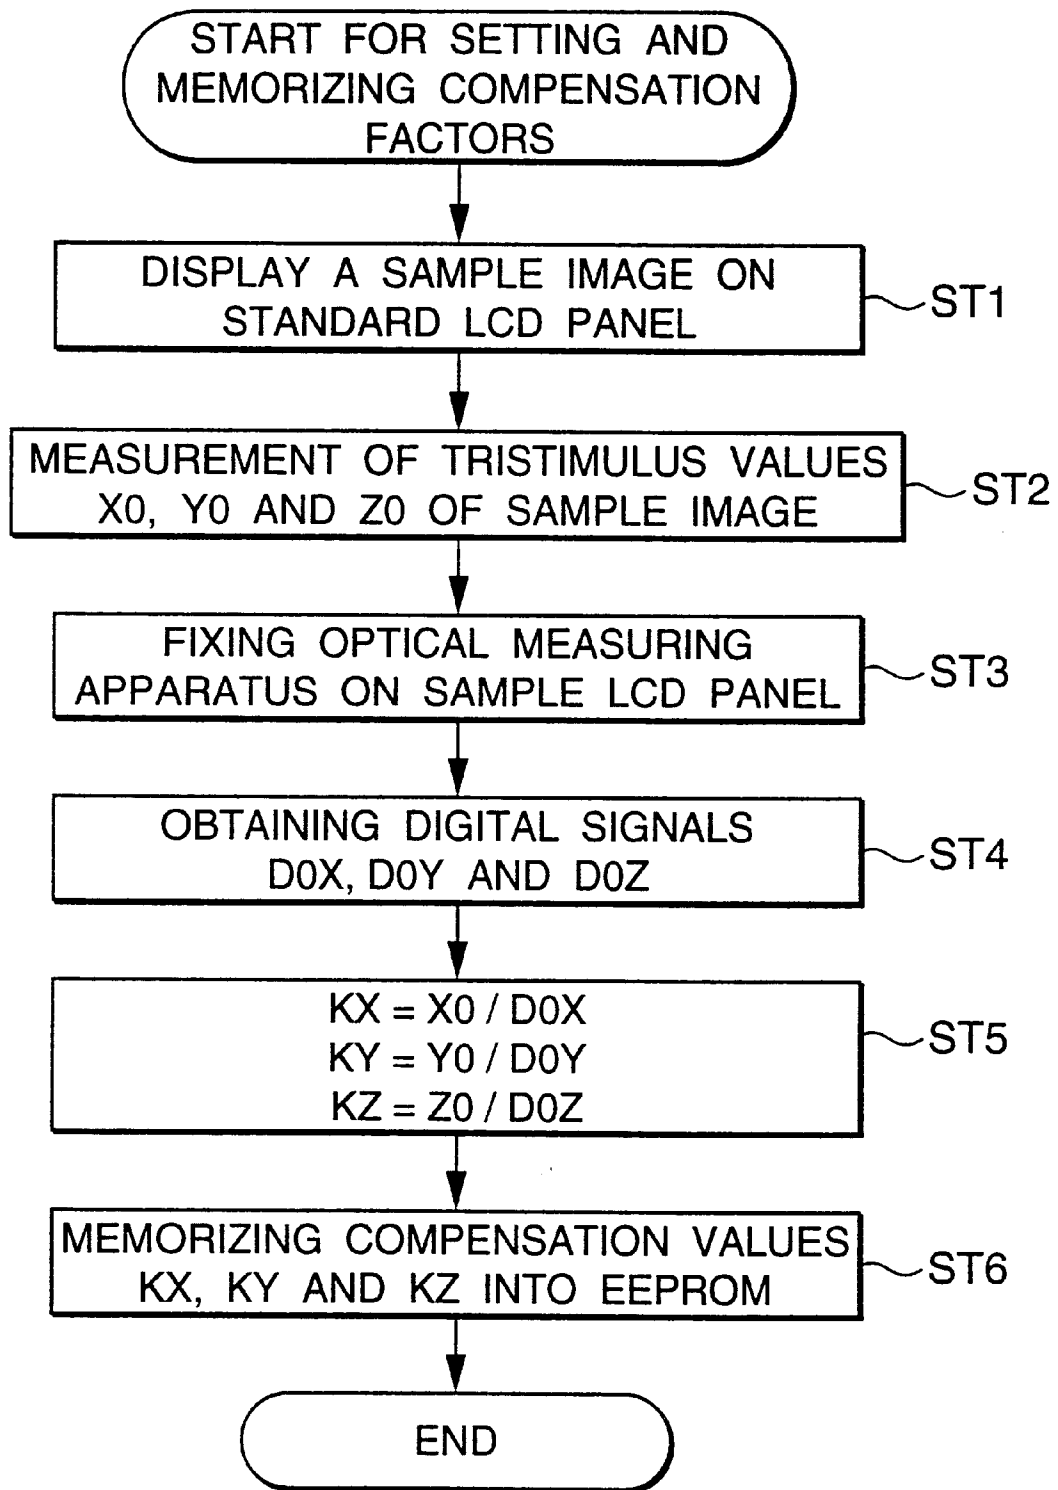 START FOR SETTING AND
MEMORIZING COMPENSATION
FACTORS
DISPLAY A SAMPLE IMAGE ON
STANDARD LCD PANEL
ST1
MEASUREMENT OF TRISTIMULUS VALUES
X0, Y0 AND Z0 OF SAMPLE IMAGE
ST2
FIXING OPTICAL MEASURING
APPARATUS ON SAMPLE LCD PANEL
ST3
OBTAINING DIGITAL SIGNALS
D0X, D0Y AND D0Z
ST4
KX = X0 / D0X
KY = Y0 / D0Y
KZ = Z0 / D0Z
ST5
MEMORIZING COMPENSATION VALUES
KX, KY AND KZ INTO EEPROM
ST6
END